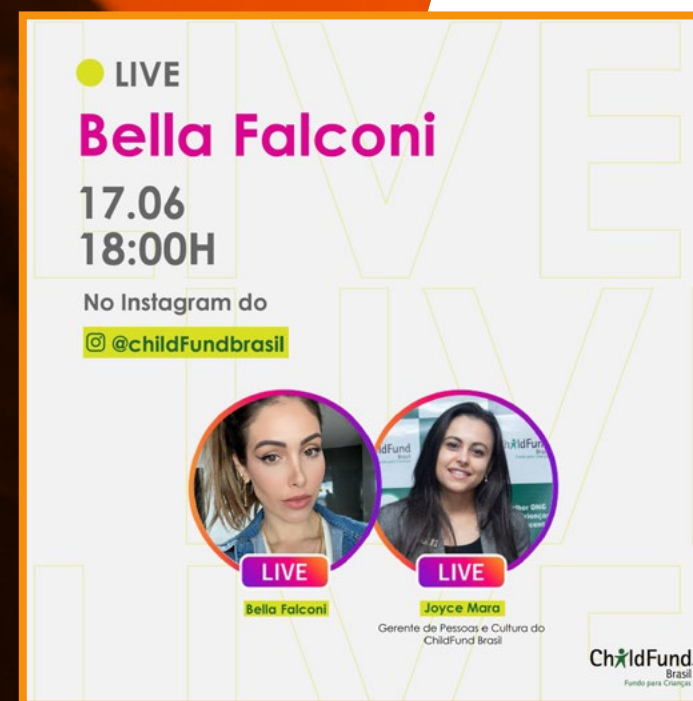 LIVE
Bella Falconi
17.06
18:00H
No Instagram do
@childFundbrasil
LIVE
LIVE
Bella Falconi
Joyce Mara
Gerente de Pessoas e Cultura do
ChildFund Brasil
ChildFund
Brasil
Fundo para Crianças